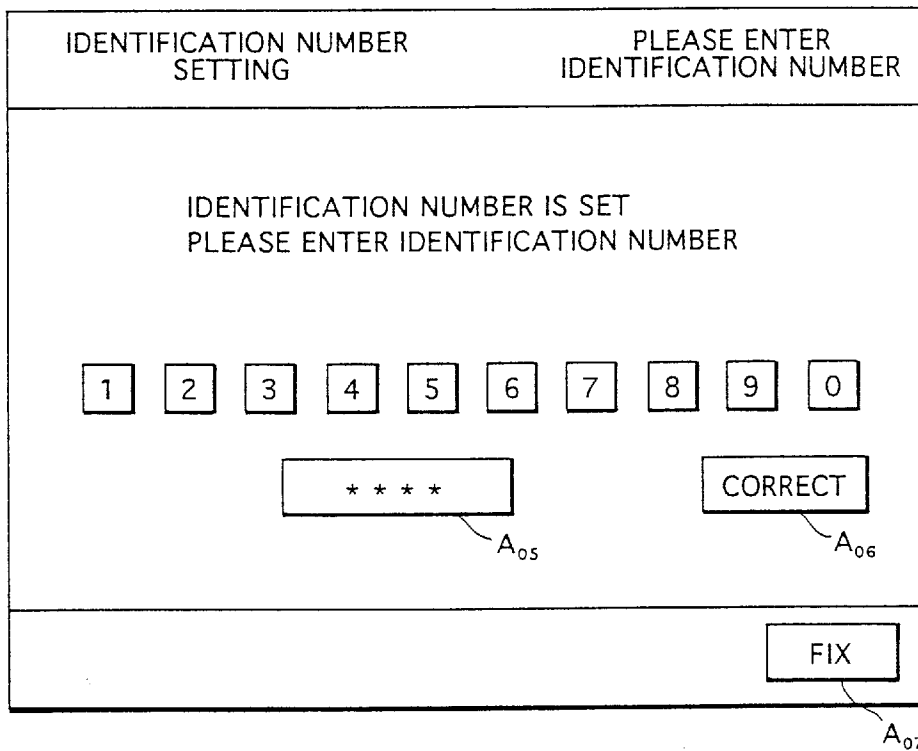 IDENTIFICATION NUMBER
SETTING
PLEASE ENTER
IDENTIFICATION NUMBER
IDENTIFICATION NUMBER IS SET
PLEASE ENTER IDENTIFICATION NUMBER
1 2 3 4 5 6 7 8 9 0
* * * * CORRECT
A05 A06
FIX
A07